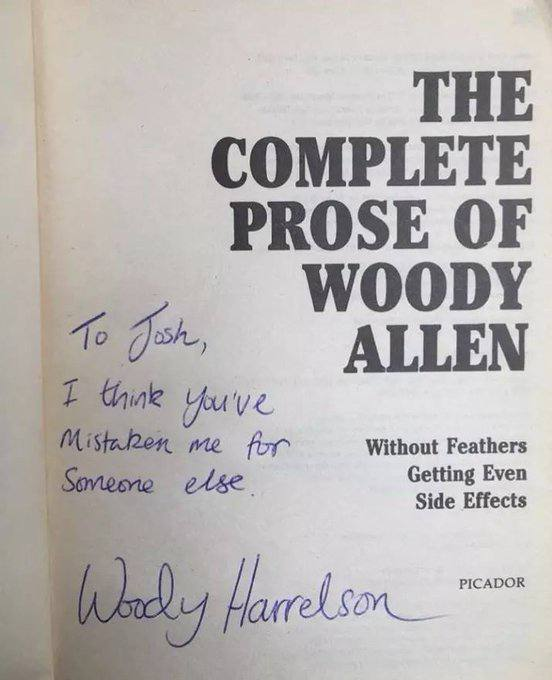 THE
COMPLETE
PROSE OF
WOODY
ALLEN
To Josh,
I think you've
Mistaken me for
Someone else.
Without Feathers
Getting Even
Side Effects
Woody Harrelson
PICADOR